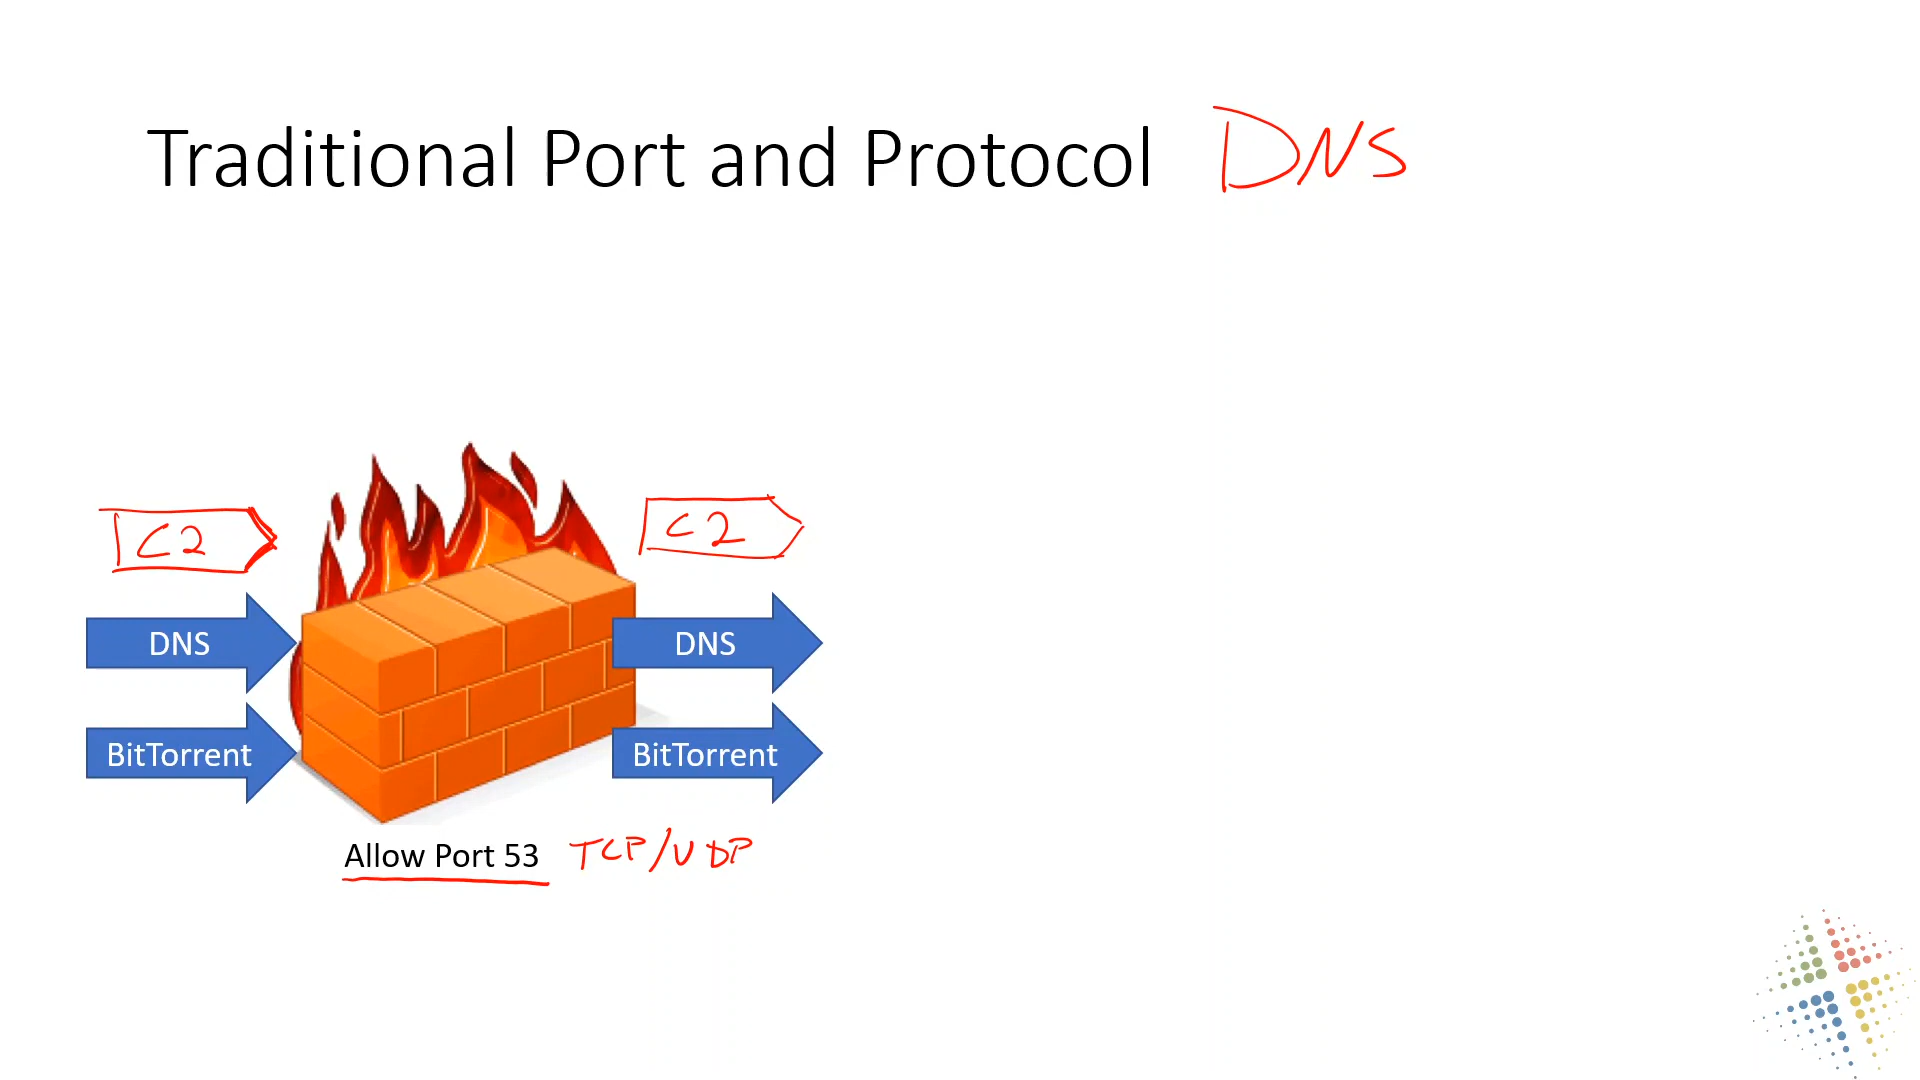 Traditional Port and Protocol DNS
C2 C2
DNS DNS
BitTorrent BitTorrent
Allow Port 53 TCP/UDP